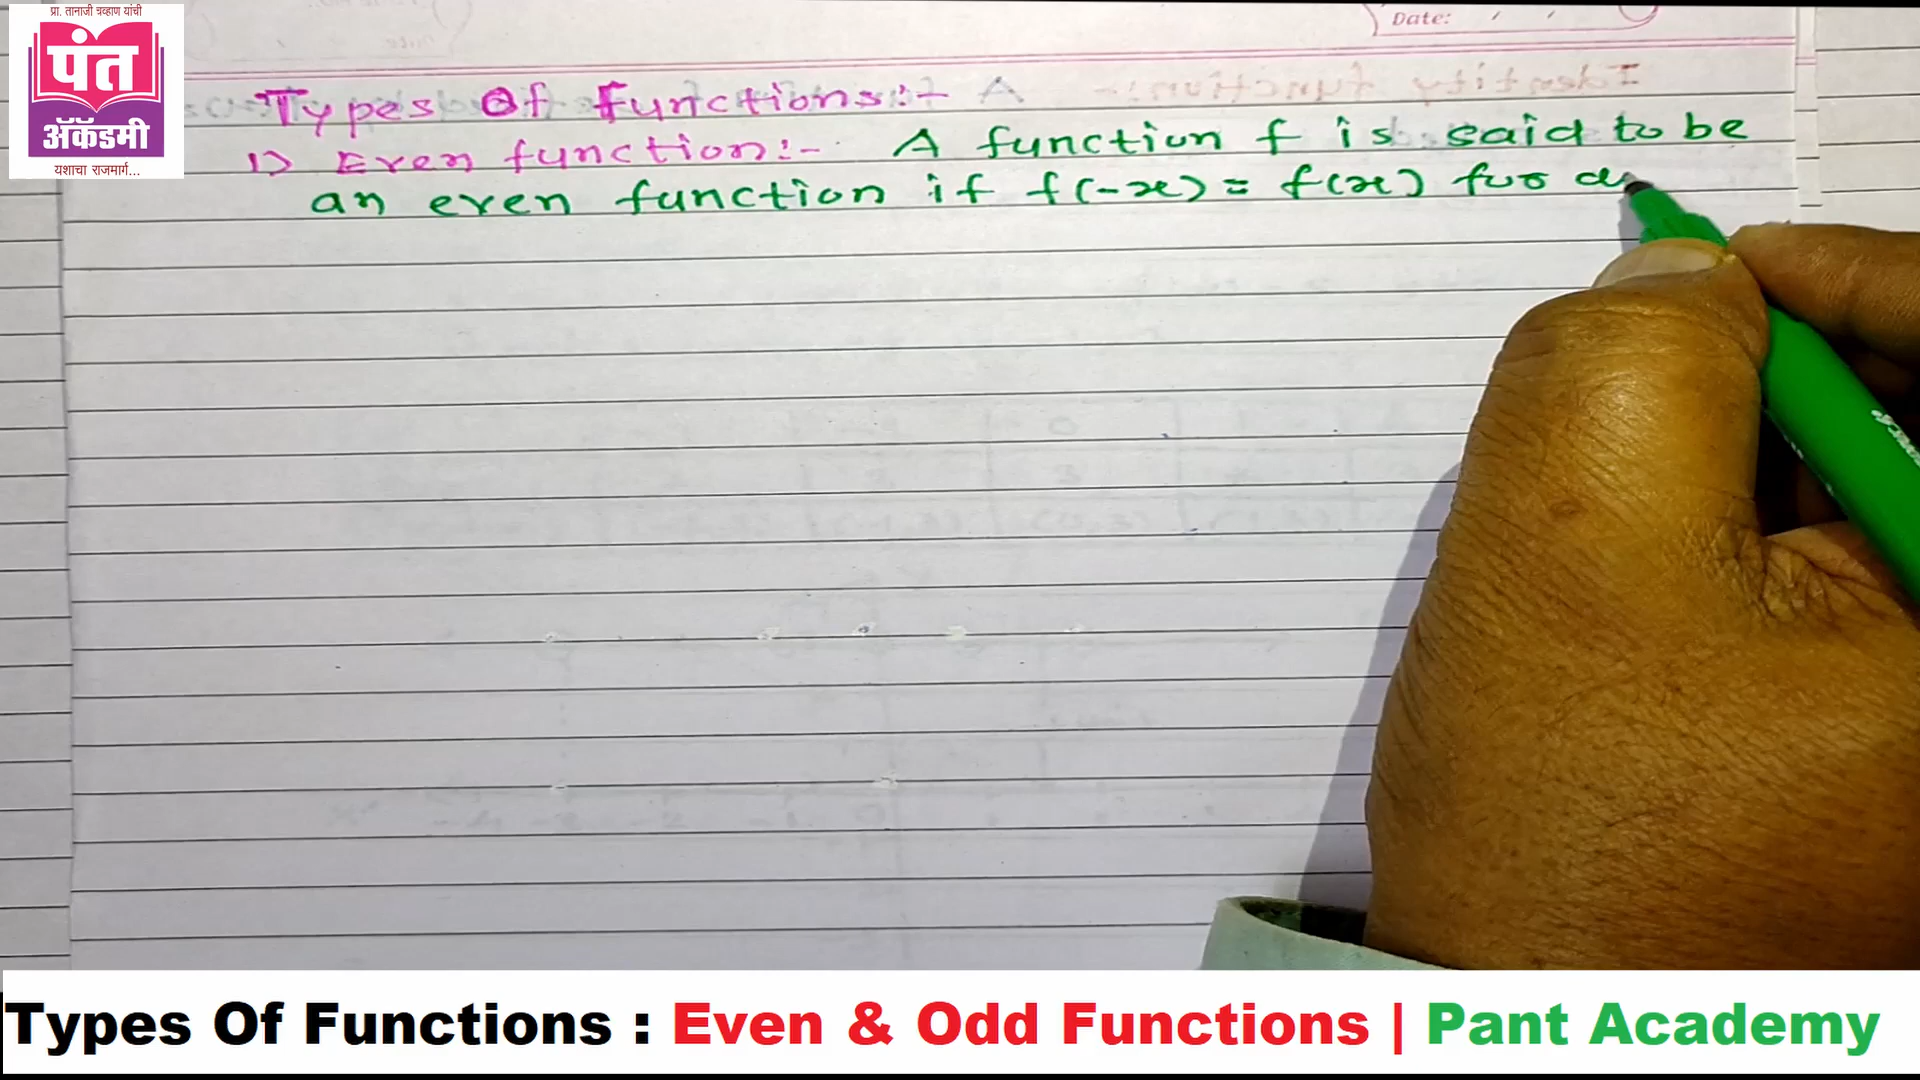 प्रा. तानाजी चव्हाण यांची
पंत
अ‍ॅकॅडमी
यशाचा राजमार्ग...
Date: / /
Types Of Functions:-
1) Even function:- A function f is said to be
an even function if f(-x) = f(x) for
Types Of Functions : Even & Odd Functions | Pant Academy